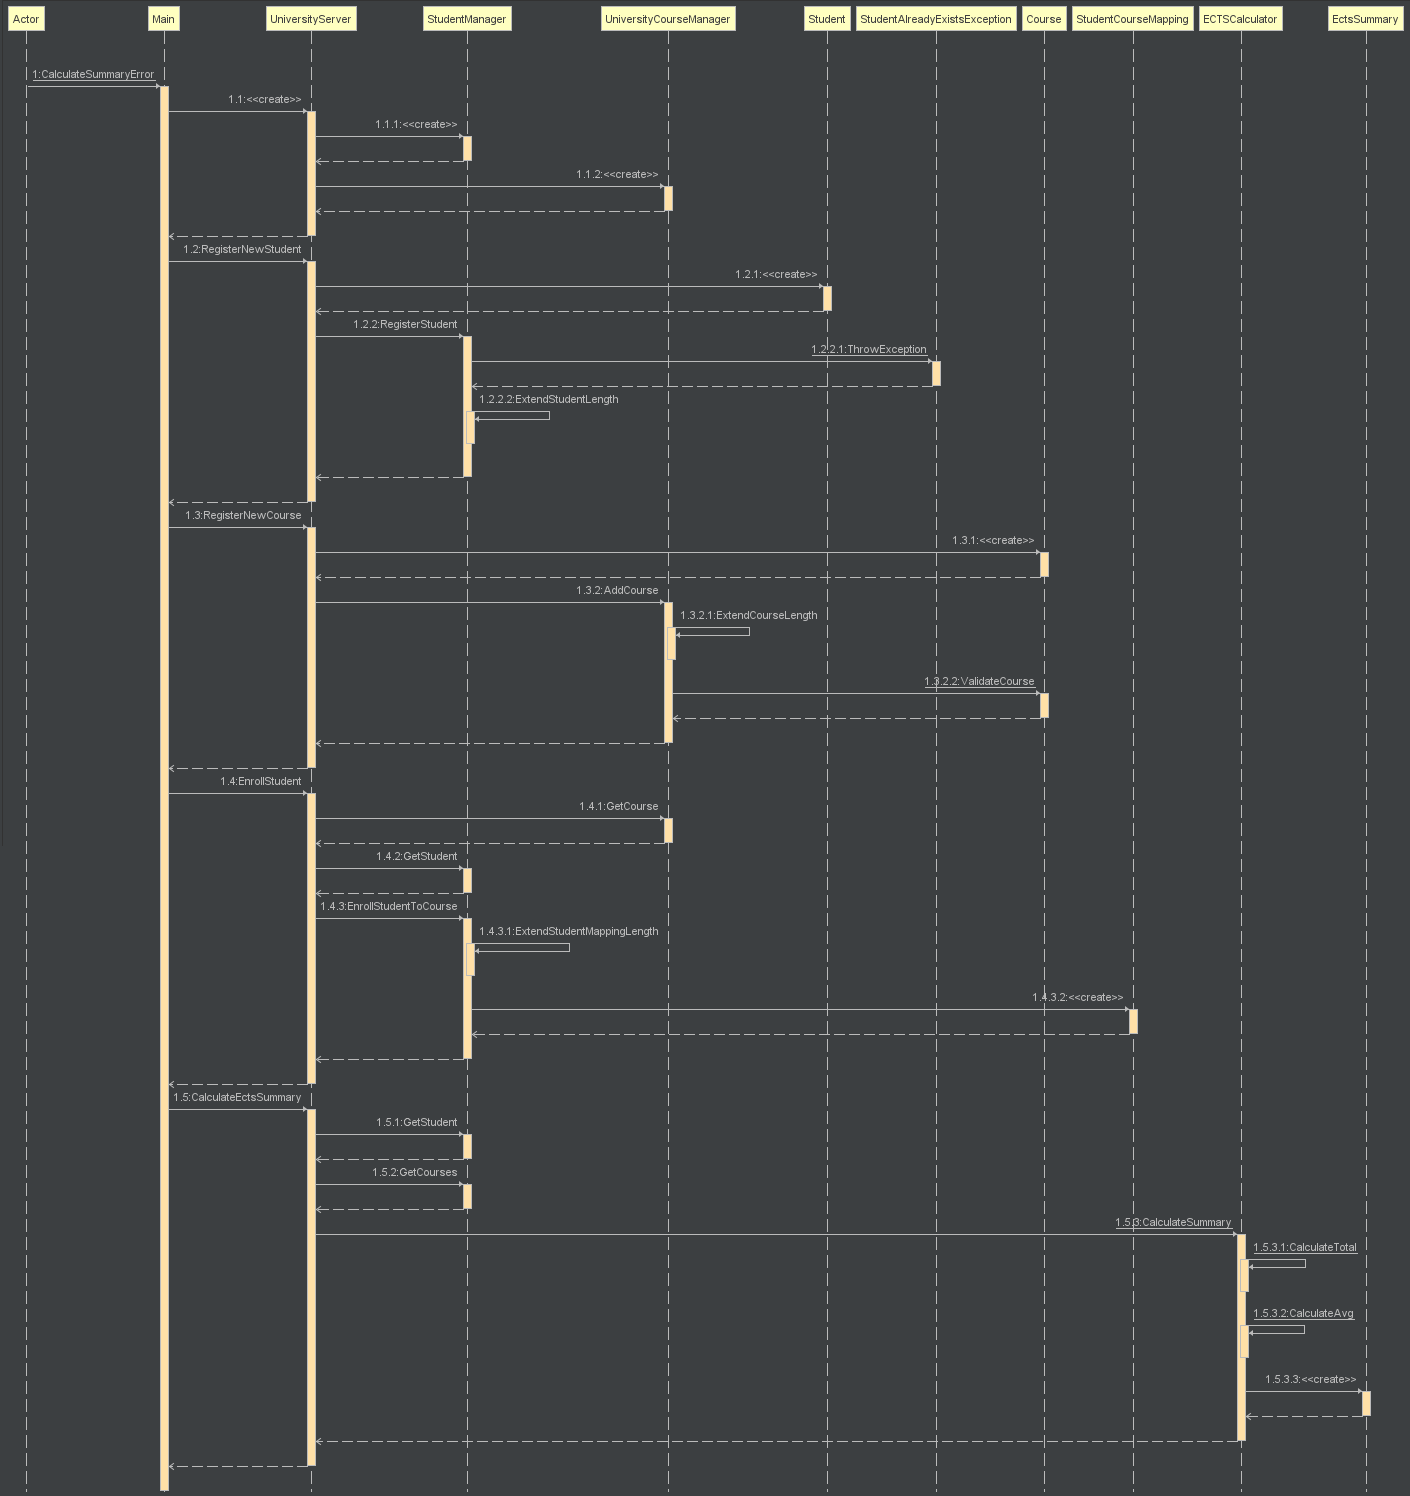 Actor
Main
UniversityServer
StudentManager
UniversityCourseManager
Student
StudentAlreadyExistsException
Course
StudentCourseMapping
ECTSCalculator
EctsSummary
1:CalculateSummaryError
1.1:<<create>>
1.1.1:<<create>>
1.1.2:<<create>>
1.2:RegisterNewStudent
1.2.1:<<create>>
1.2.2:RegisterStudent
1.2.2.1:ThrowException
1.2.2.2:ExtendStudentLength
1.3:RegisterNewCourse
1.3.1:<<create>>
1.3.2:AddCourse
1.3.2.1:ExtendCourseLength
1.3.2.2:ValidateCourse
1.4:EnrollStudent
1.4.1:GetCourse
1.4.2:GetStudent
1.4.3:EnrollStudentToCourse
1.4.3.1:ExtendStudentMappingLength
1.4.3.2:<<create>>
1.5:CalculateEctsSummary
1.5.1:GetStudent
1.5.2:GetCourses
1.5.3:CalculateSummary
1.5.3.1:CalculateTotal
1.5.3.2:CalculateAvg
1.5.3.3:<<create>>